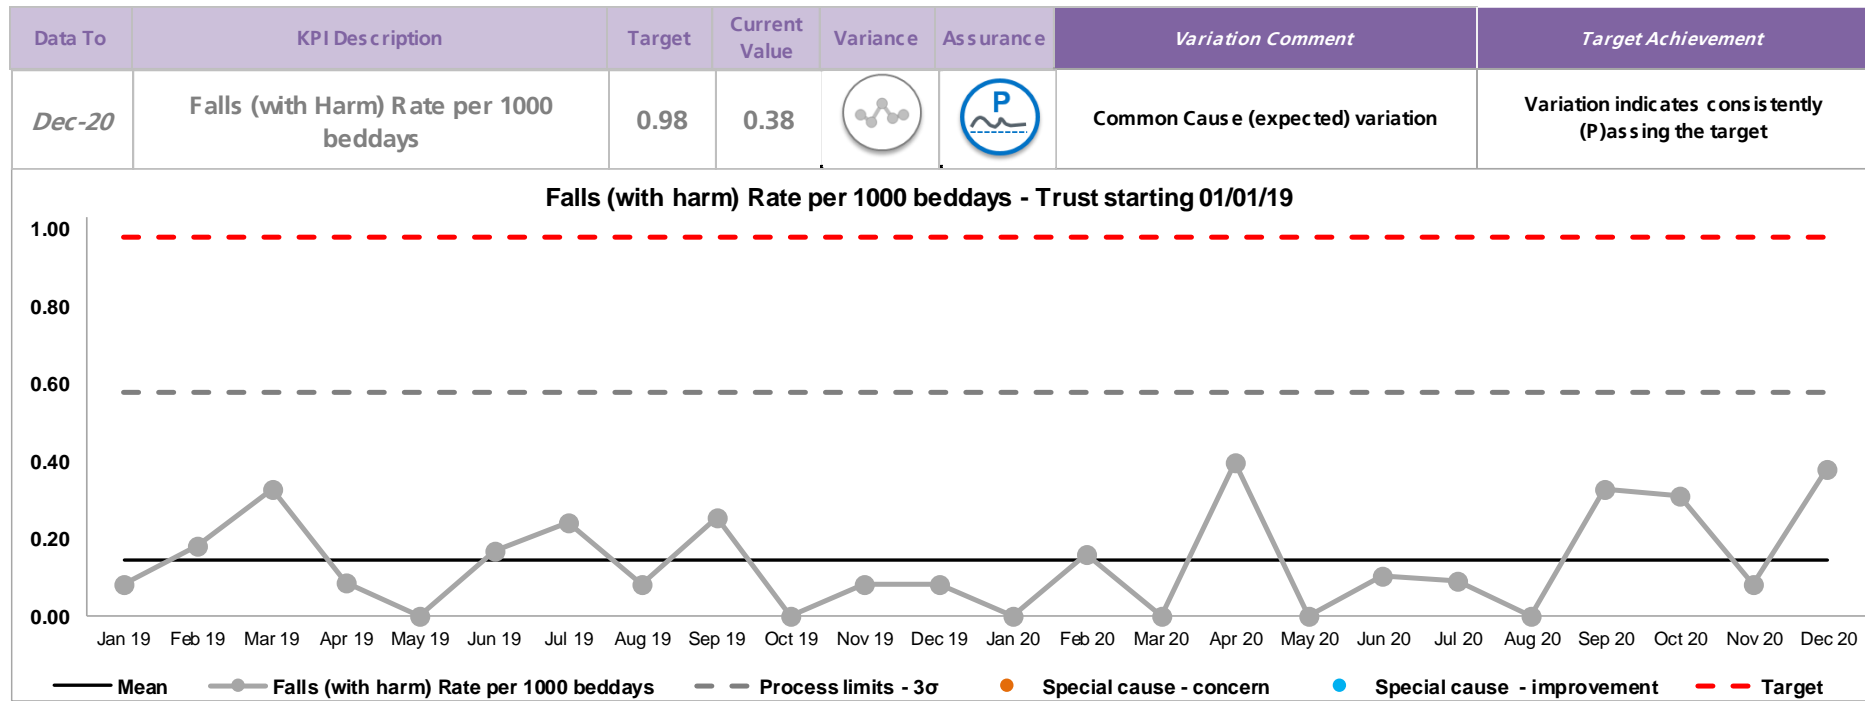 Data To KPI Description Target Current Value Variance Assurance Variation Comment Target Achievement
Dec-20 Falls (with Harm) Rate per 1000 beddays 0.98 0.38 P Common Cause (expected) variation Variation indicates consistently (P)assing the target
Falls (with harm) Rate per 1000 beddays - Trust starting 01/01/19
1.00
0.80
0.60
0.40
0.20
0.00
Jan 19 Feb 19 Mar 19 Apr 19 May 19 Jun 19 Jul 19 Aug 19 Sep 19 Oct 19 Nov 19 Dec 19 Jan 20 Feb 20 Mar 20 Apr 20 May 20 Jun 20 Jul 20 Aug 20 Sep 20 Oct 20 Nov 20 Dec 20
Mean Falls (with harm) Rate per 1000 beddays Process limits - 3σ Special cause - concern Special cause - improvement Target